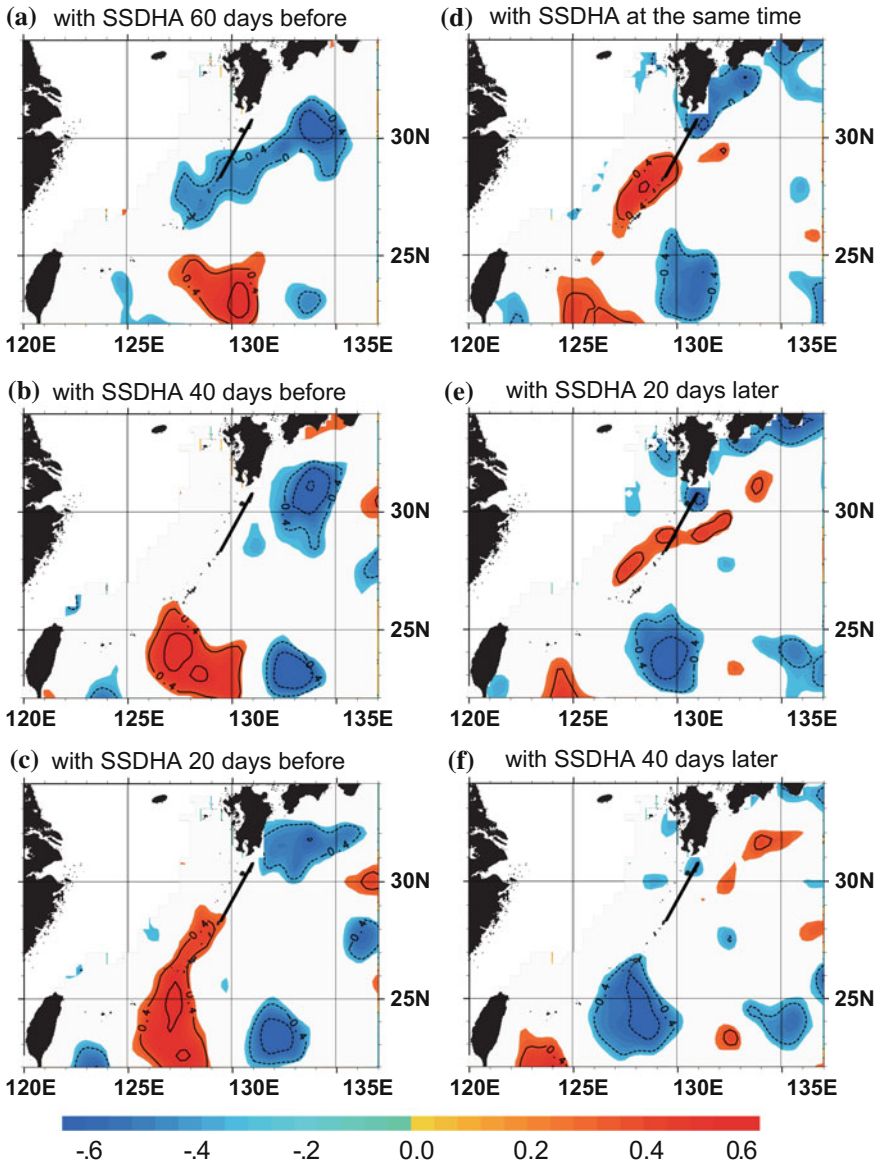 (a) with SSDHA 60 days before
30N
25N
120E 125E 130E 135E
(b) with SSDHA 40 days before
30N
25N
120E 125E 130E 135E
(c) with SSDHA 20 days before
30N
25N
120E 125E 130E 135E
(d) with SSDHA at the same time
30N
25N
120E 125E 130E 135E
(e) with SSDHA 20 days later
30N
25N
120E 125E 130E 135E
(f) with SSDHA 40 days later
30N
25N
120E 125E 130E 135E
-.6 -.4 -.2 0.0 0.2 0.4 0.6